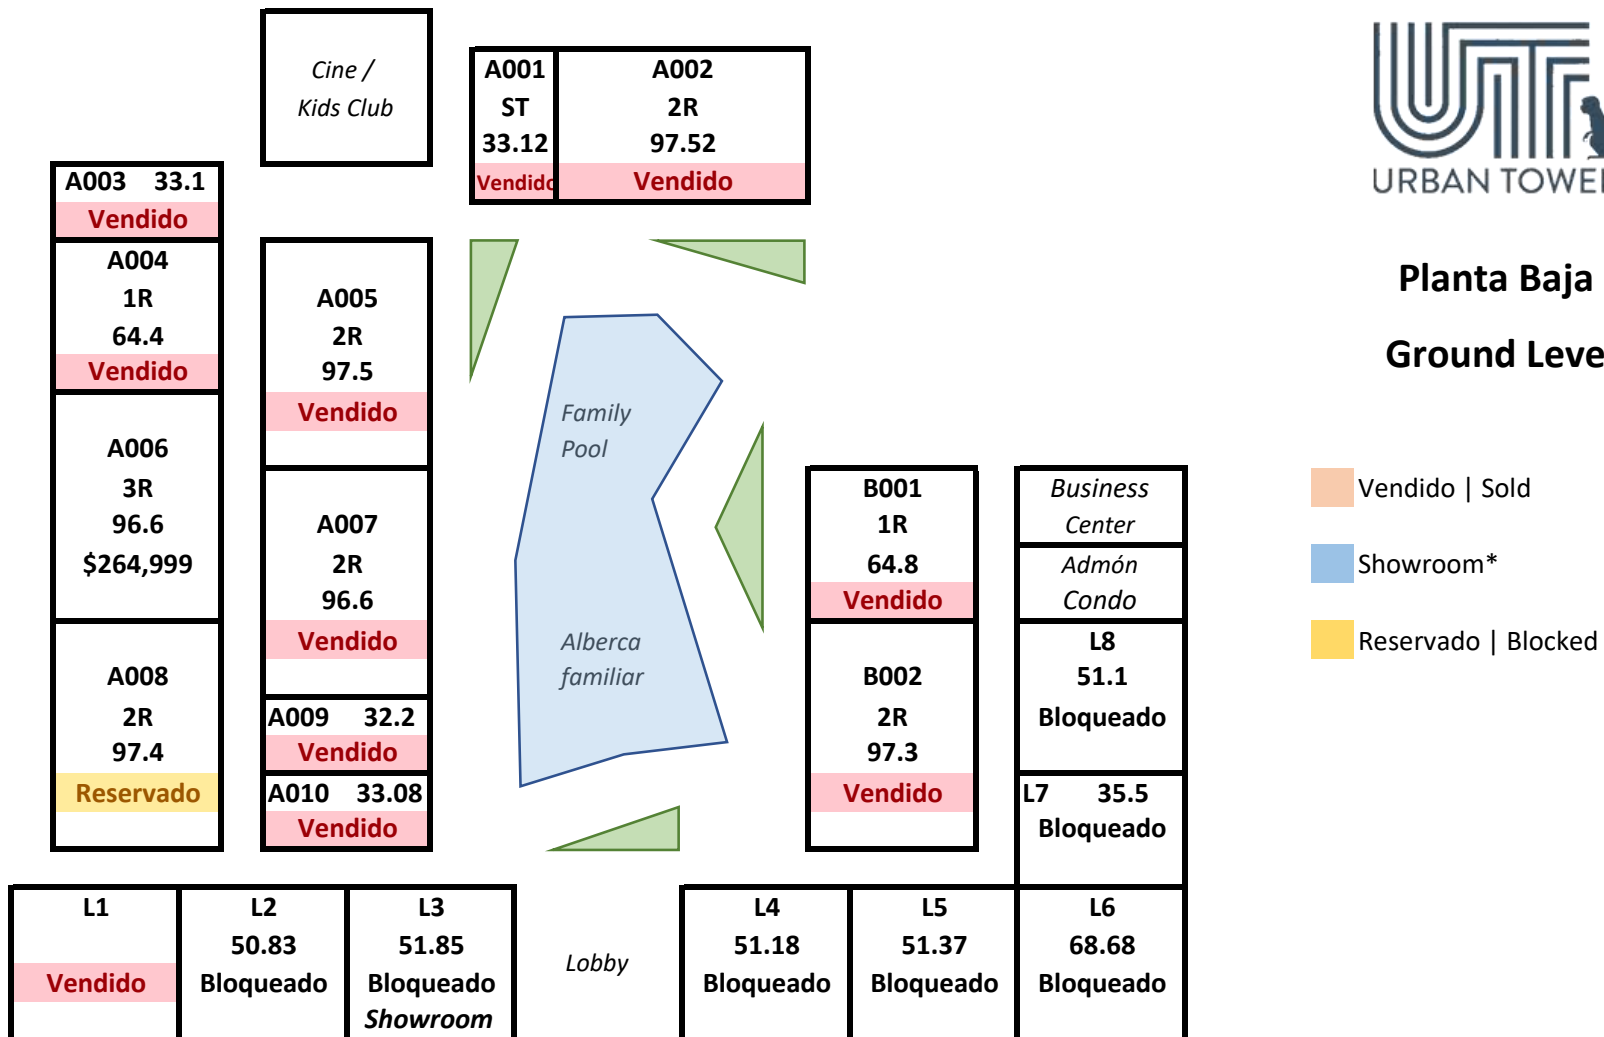 Cine /
Kids Club
A001
ST
33.12
Vendido
A002
2R
97.52
Vendido
URBAN TOWE
Planta Baja
Ground Leve
A003 33.1
Vendido
A004
1R
64.4
Vendido
A005
2R
97.5
Vendido
A006
3R
96.6
$264,999
A007
2R
96.6
Vendido
A008
2R
97.4
Reservado
A009 32.2
Vendido
A010 33.08
Vendido
Family
Pool
Alberca
familiar
B001
1R
64.8
Vendido
B002
2R
97.3
Vendido
Business
Center
Admón
Condo
L8
51.1
Bloqueado
L7 35.5
Bloqueado
Vendido | Sold
Showroom*
Reservado | Blocked
L1
Vendido
L2
50.83
Bloqueado
L3
51.85
Bloqueado
Showroom
Lobby
L4
51.18
Bloqueado
L5
51.37
Bloqueado
L6
68.68
Bloqueado